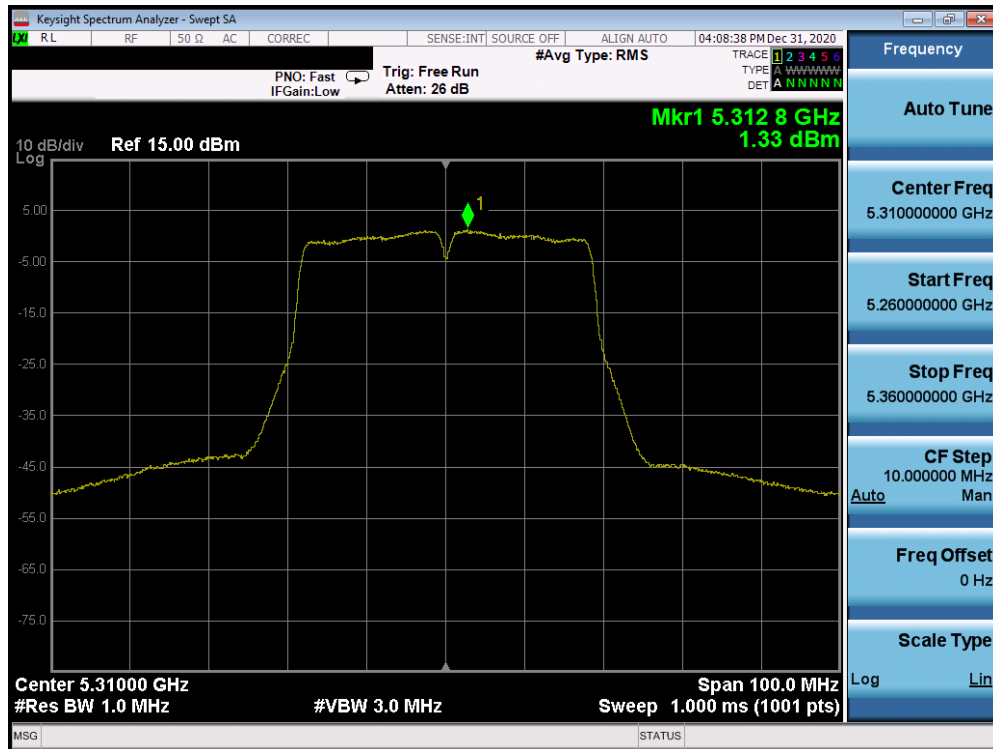 Keysight Spectrum Analyzer - Swept SA
LXI RL RF 50 Ω AC CORREC SENSE:INT SOURCE OFF ALIGN AUTO 04:08:38 PM Dec 31, 2020
#Avg Type: RMS
TRACE 1 2 3 4 5 6
TYPE A WWWWW
DET A N N N N N
PNO: Fast
IFGain:Low
Trig: Free Run
Atten: 26 dB
Mkr1 5.312 8 GHz
1.33 dBm
10 dB/div
Log
Ref 15.00 dBm
1
5.00
-5.00
-15.0
-25.0
-35.0
-45.0
-55.0
-65.0
-75.0
Center 5.31000 GHz
Span 100.0 MHz
#Res BW 1.0 MHz
#VBW 3.0 MHz
Sweep 1.000 ms (1001 pts)
MSG
STATUS
Frequency
Auto Tune
Center Freq
5.310000000 GHz
Start Freq
5.260000000 GHz
Stop Freq
5.360000000 GHz
CF Step
10.000000 MHz
Auto Man
Freq Offset
0 Hz
Scale Type
Log Lin